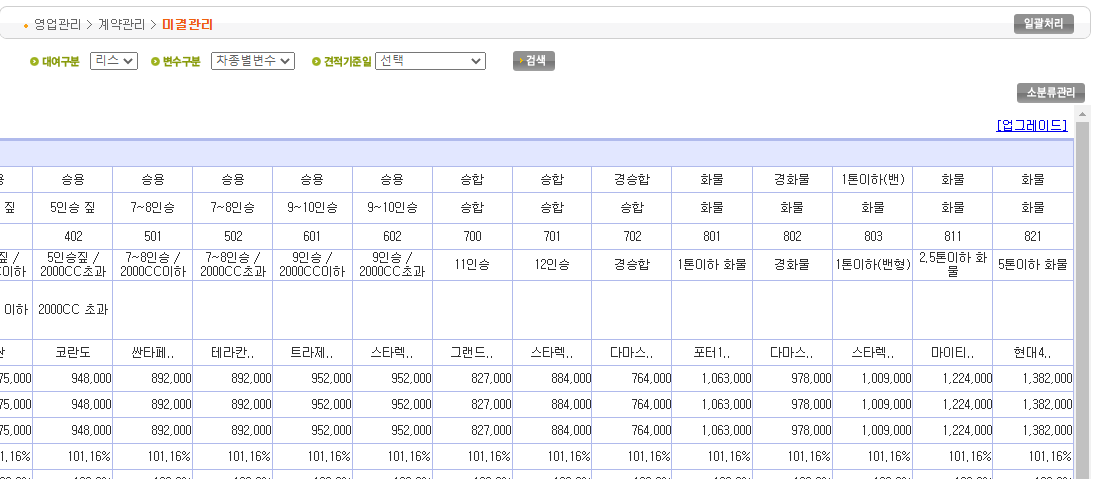 영업관리 > 계약관리 > 미결관리 일괄처리
대여구분 리스 변수구분 차종별변수 견적기준일 선택 검색
소분류관리
[업그레이드]
승용 승용 승용 승용 승용 승합 승합 경승합 화물 경화물 1톤이하(밴) 화물 화물
짚 5인승 짚 7~8인승 7~8인승 9~10인승 9~10인승 승합 승합 승합 화물 화물 화물 화물 화물
402 501 502 601 602 700 701 702 801 802 803 811 821
짚 / 5인승짚 / 7~8인승 / 7~8인승 / 9인승 / 9인승 / 11인승 12인승 경승합 1톤이하 화물 경화물 1톤이하(밴형) 2.5톤이하 화 5톤이하 화물
이하 2000CC초과 2000CC이하 2000CC초과 2000CC이하 2000CC초과 물
이하 2000CC 초과
코란도 싼타페.. 테라칸.. 트라제.. 스타렉.. 그랜드.. 스타렉.. 다마스.. 포터1.. 다마스.. 스타렉.. 마이티.. 현대4..
75,000 948,000 892,000 892,000 952,000 952,000 827,000 884,000 764,000 1,063,000 978,000 1,009,000 1,224,000 1,382,000
75,000 948,000 892,000 892,000 952,000 952,000 827,000 884,000 764,000 1,063,000 978,000 1,009,000 1,224,000 1,382,000
75,000 948,000 892,000 892,000 952,000 952,000 827,000 884,000 764,000 1,063,000 978,000 1,009,000 1,224,000 1,382,000
1.16% 101.16% 101.16% 101.16% 101.16% 101.16% 101.16% 101.16% 101.16% 101.16% 101.16% 101.16% 101.16% 101.16%